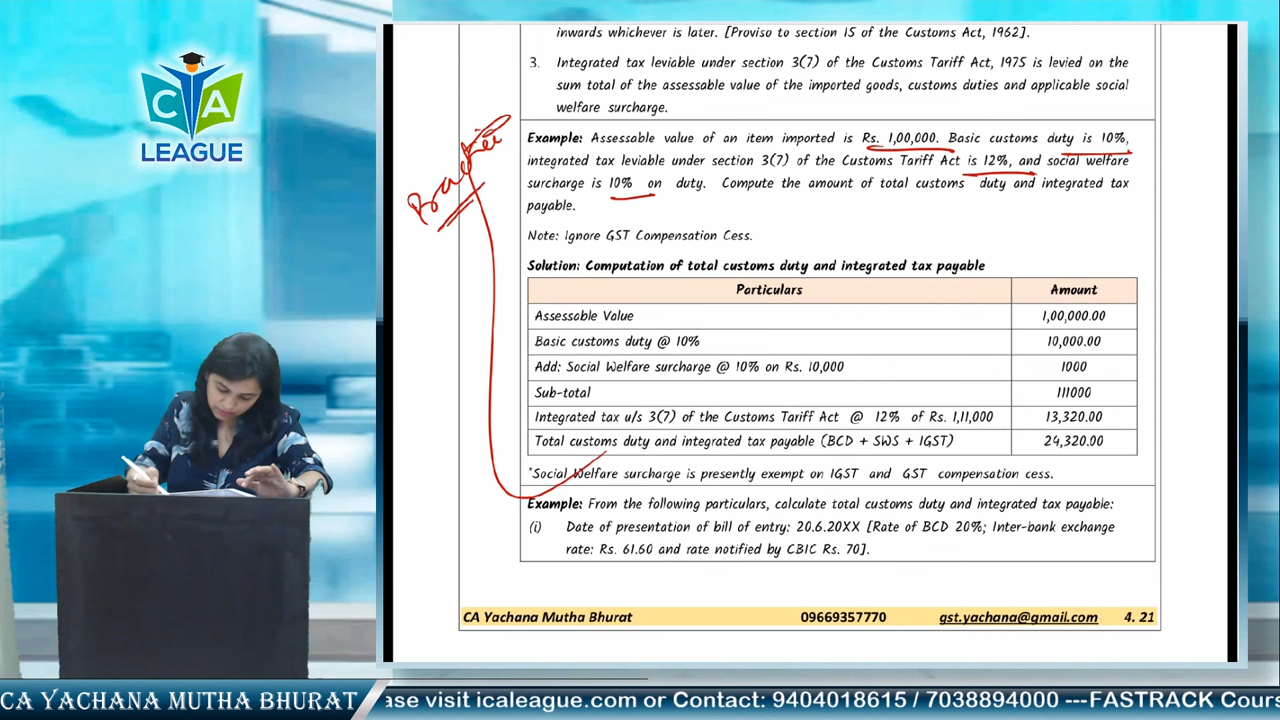 inwards whichever is later. [Proviso to section 15 of the Customs Act, 1962].
3. Integrated tax leviable under section 3(7) of the Customs Tariff Act, 1975 is levied on the
sum total of the assessable value of the imported goods, customs duties and applicable social
welfare surcharge.
Example: Assessable value of an item imported is Rs. 1,00,000. Basic customs duty is 10%,
integrated tax leviable under section 3(7) of the Customs Tariff Act is 12%, and social welfare
surcharge is 10% on duty. Compute the amount of total customs duty and integrated tax
payable.
Note: Ignore GST Compensation Cess.
Solution: Computation of total customs duty and integrated tax payable
Particulars Amount
Assessable Value 1,00,000.00
Basic customs duty @ 10% 10,000.00
Add: Social Welfare surcharge @ 10% on Rs. 10,000 1000
Sub-total 111000
Integrated tax u/s 3(7) of the Customs Tariff Act @ 12% of Rs. 1,11,000 13,320.00
Total customs duty and integrated tax payable (BCD + SWS + IGST) 24,320.00
*Social Welfare surcharge is presently exempt on IGST and GST compensation cess.
Example: From the following particulars, calculate total customs duty and integrated tax payable:
(i) Date of presentation of bill of entry: 20.6.20XX [Rate of BCD 20%; Inter-bank exchange
rate: Rs. 61.60 and rate notified by CBIC Rs. 70].
CA Yachana Mutha Bhurat 09669357770 gst.yachana@gmail.com 4. 21
CA
LEAGUE
CA YACHANA MUTHA BHURAT
ase visit icaleague.com or Contact: 9404018615 / 7038894000 ---FASTRACK Cours